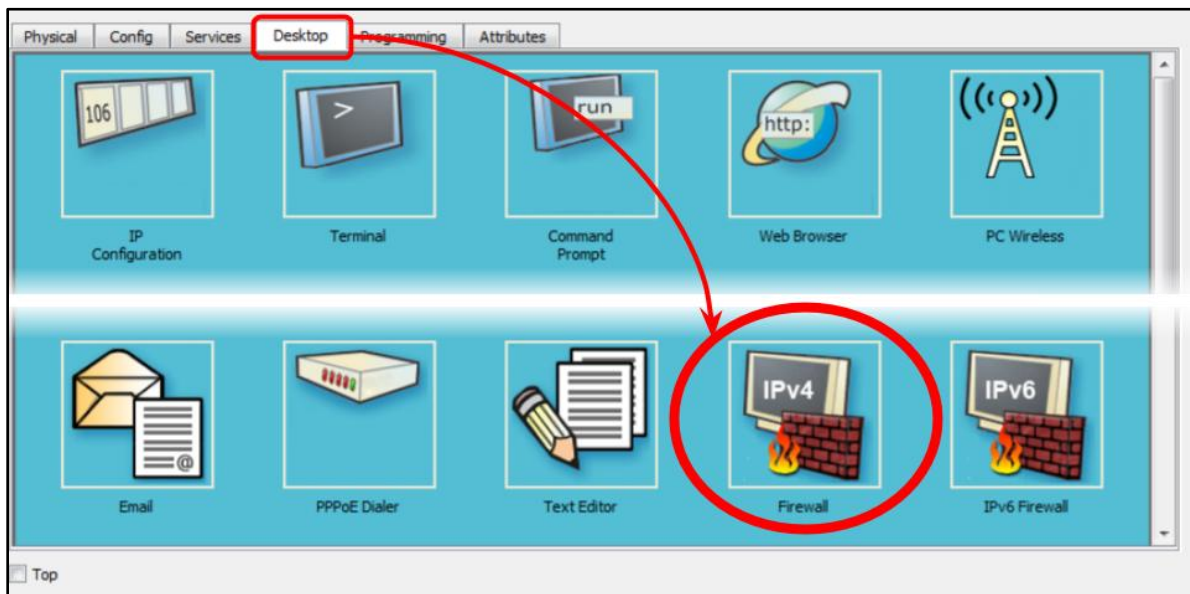 Physical Config Services Desktop Programming Attributes
106
>
run
http:
IP
Configuration
Terminal
Command
Prompt
Web Browser
PC Wireless
@
IPv4
IPv6
Email
PPPoE Dialer
Text Editor
Firewall
IPv6 Firewall
Top